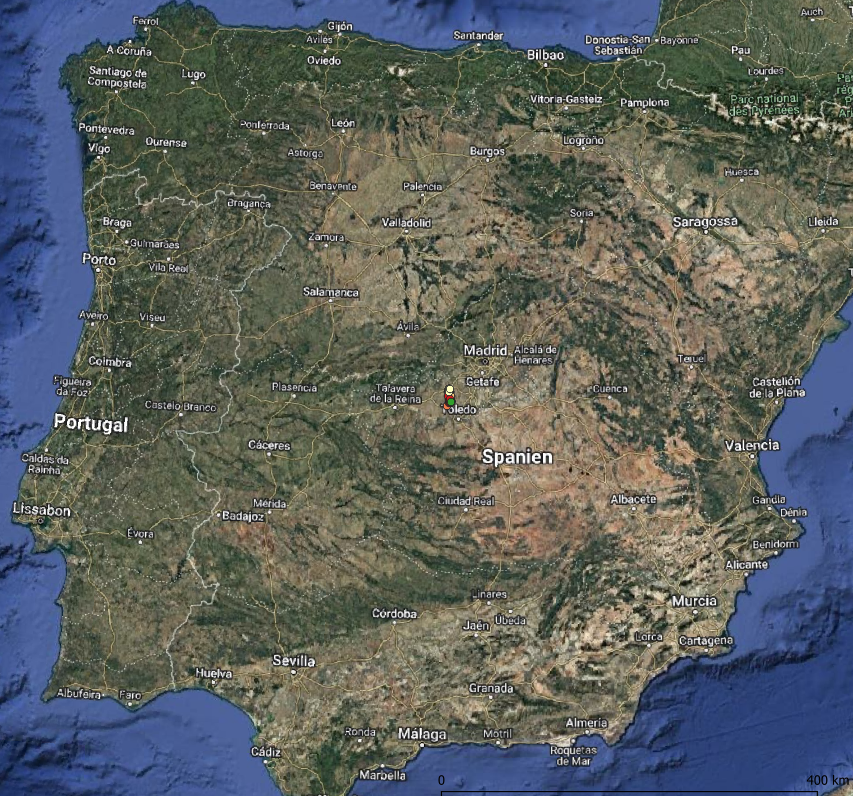 Ferrol
Gijón
Auch
Avilés
A Coruña
Santander
Donostia-San
Sebastián
Bayonne
Oviedo
Bilbao
Pau
Santiago de
Compostela
Lugo
Lourdes
Vitoria-Gasteiz
Pamplona
Parc national
des Pyrénées
Pontevedra
Ponferrada
León
Vigo
Ourense
Logroño
Astorga
Burgos
Huesca
Benavente
Palencia
Bragança
Soria
Saragossa
Lleida
Braga
Valladolid
Guimarães
Zamora
Porto
Vila Real
Salamanca
Aveiro
Viseu
Ávila
Madrid
Alcalá de
Henares
Coimbra
Teruel
Figueira
da Foz
Plasencia
Talavera
de la Reina
Getafe
Cuenca
Castellón
de la Plana
Castelo Branco
oledo
Portugal
Cáceres
Valencia
Caldas da
Rainha
Spanien
Lissabon
Mérida
Ciudad Real
Albacete
Gandia
Badajoz
Dénia
Évora
Benidorm
Alicante
Linares
Murcia
Córdoba
Jaén
Úbeda
Lorca
Cartagena
Sevilla
Huelva
Granada
Albufeira
Faro
Almería
Ronda
Málaga
Motril
Cádiz
Roquetas
de Mar
Marbella
0
400 km